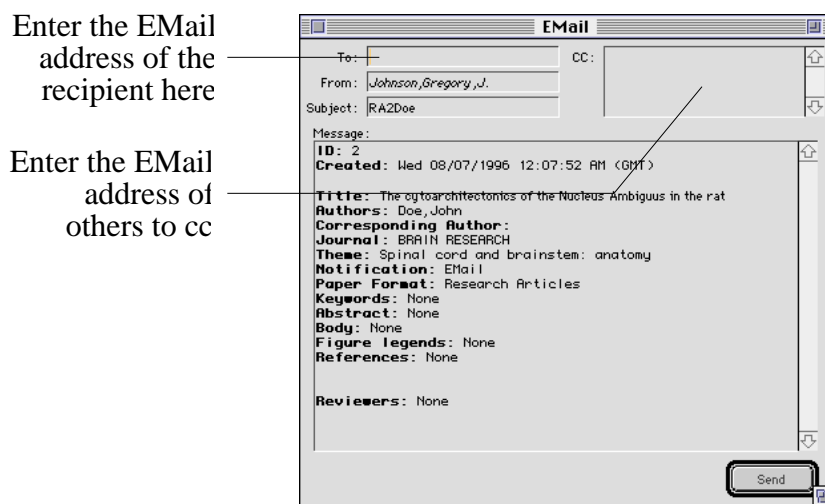 Enter the EMail
address of the
recipient here
Enter the EMail
address of
others to cc
EMail
To:
CC:
From: Johnson,Gregory,J.
Subject: RA2Doe
Message:
ID: 2
Created: Wed 08/07/1996 12:07:52 AM (GMT)
Title: The cytoarchitectonics of the Nucleus Ambiguus in the rat
Authors: Doe,John
Corresponding Author:
Journal: BRAIN RESEARCH
Theme: Spinal cord and brainstem: anatomy
Notification: EMail
Paper Format: Research Articles
Keywords: None
Abstract: None
Body: None
Figure legends: None
References: None
Reviewers: None
Send